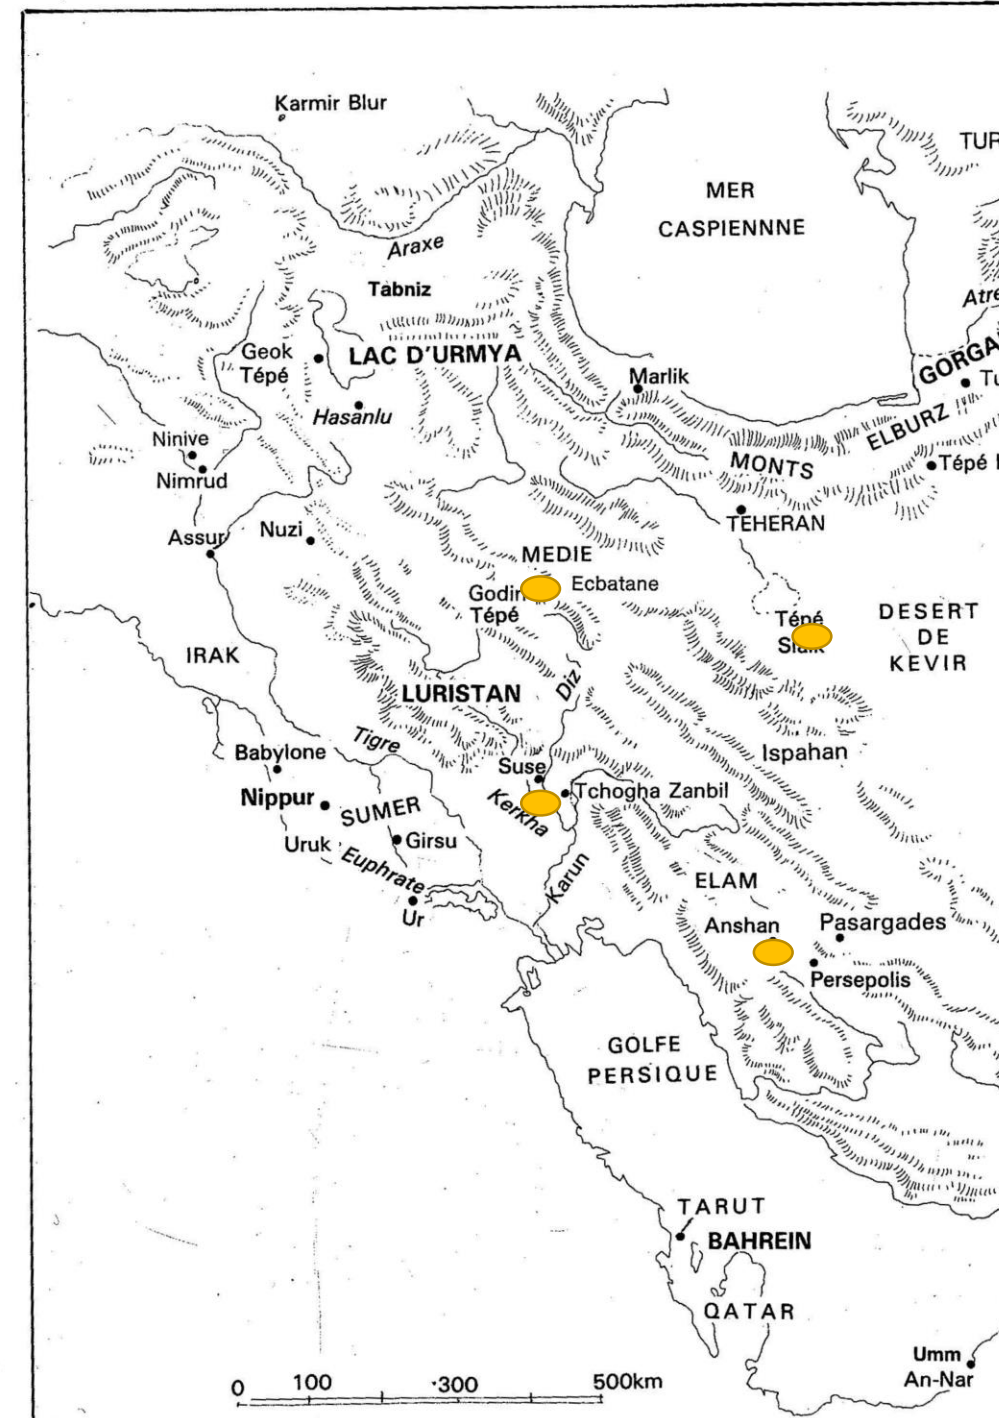 Karmir Blur
TUR
MER
CASPIENNNE
Araxe
Tabniz
Atre
Geok
Tépé
LAC D'URMYA
Hasanlu
Marlik
GORGA
Tu
ELBURZ
MONTS
Tépé
Ninive
Nimrud
TEHERAN
Assur
Nuzi
MEDIE
Ecbatane
Godin
Tépé
Tépé
DESERT
DE
KEVIR
IRAK
LURISTAN
Diz
Tigre
Ispahan
Babylone
Suse
Tchogha Zanbil
Kerkha
Nippur
SUMER
Uruk
Girsu
Euphrate
Ur
Karun
ELAM
Anshan
Pasargades
Persepolis
GOLFE
PERSIQUE
TARUT
BAHREIN
QATAR
Umm
An-Nar
0 100 300 500km